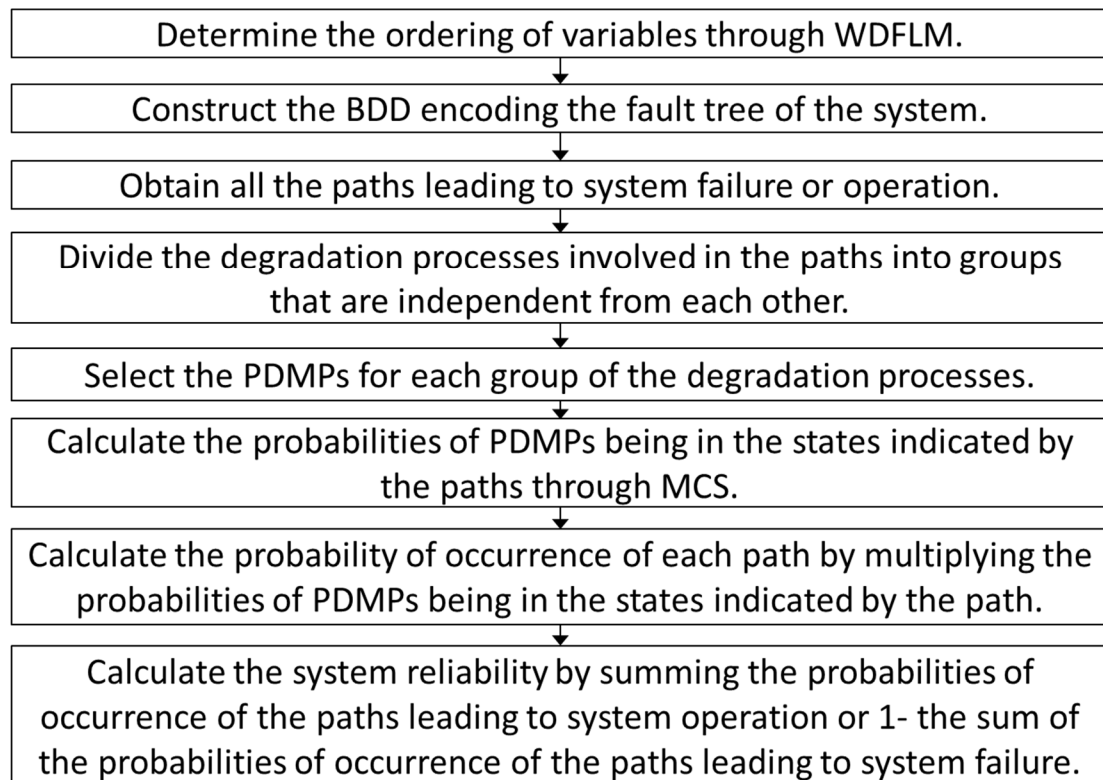 Determine the ordering of variables through WDFLM.
Construct the BDD encoding the fault tree of the system.
Obtain all the paths leading to system failure or operation.
Divide the degradation processes involved in the paths into groups
that are independent from each other.
Select the PDMPs for each group of the degradation processes.
Calculate the probabilities of PDMPs being in the states indicated by
the paths through MCS.
Calculate the probability of occurrence of each path by multiplying the
probabilities of PDMPs being in the states indicated by the path.
Calculate the system reliability by summing the probabilities of
occurrence of the paths leading to system operation or 1- the sum of
the probabilities of occurrence of the paths leading to system failure.